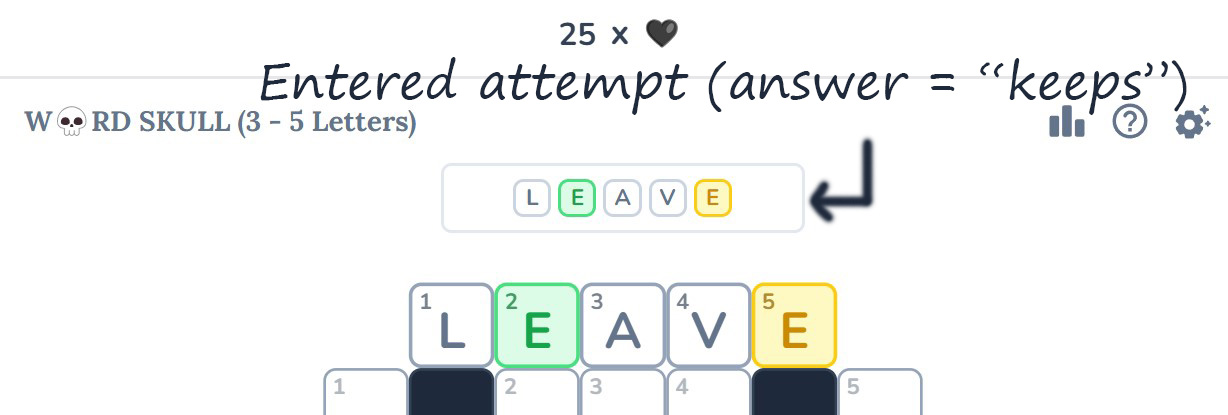 25 x 🖤
Entered attempt (answer = “keeps”)
W💀RD SKULL (3 - 5 Letters)
L E A V E
1 L 2 E 3 A 4 V 5 E
1 2 3 4 5